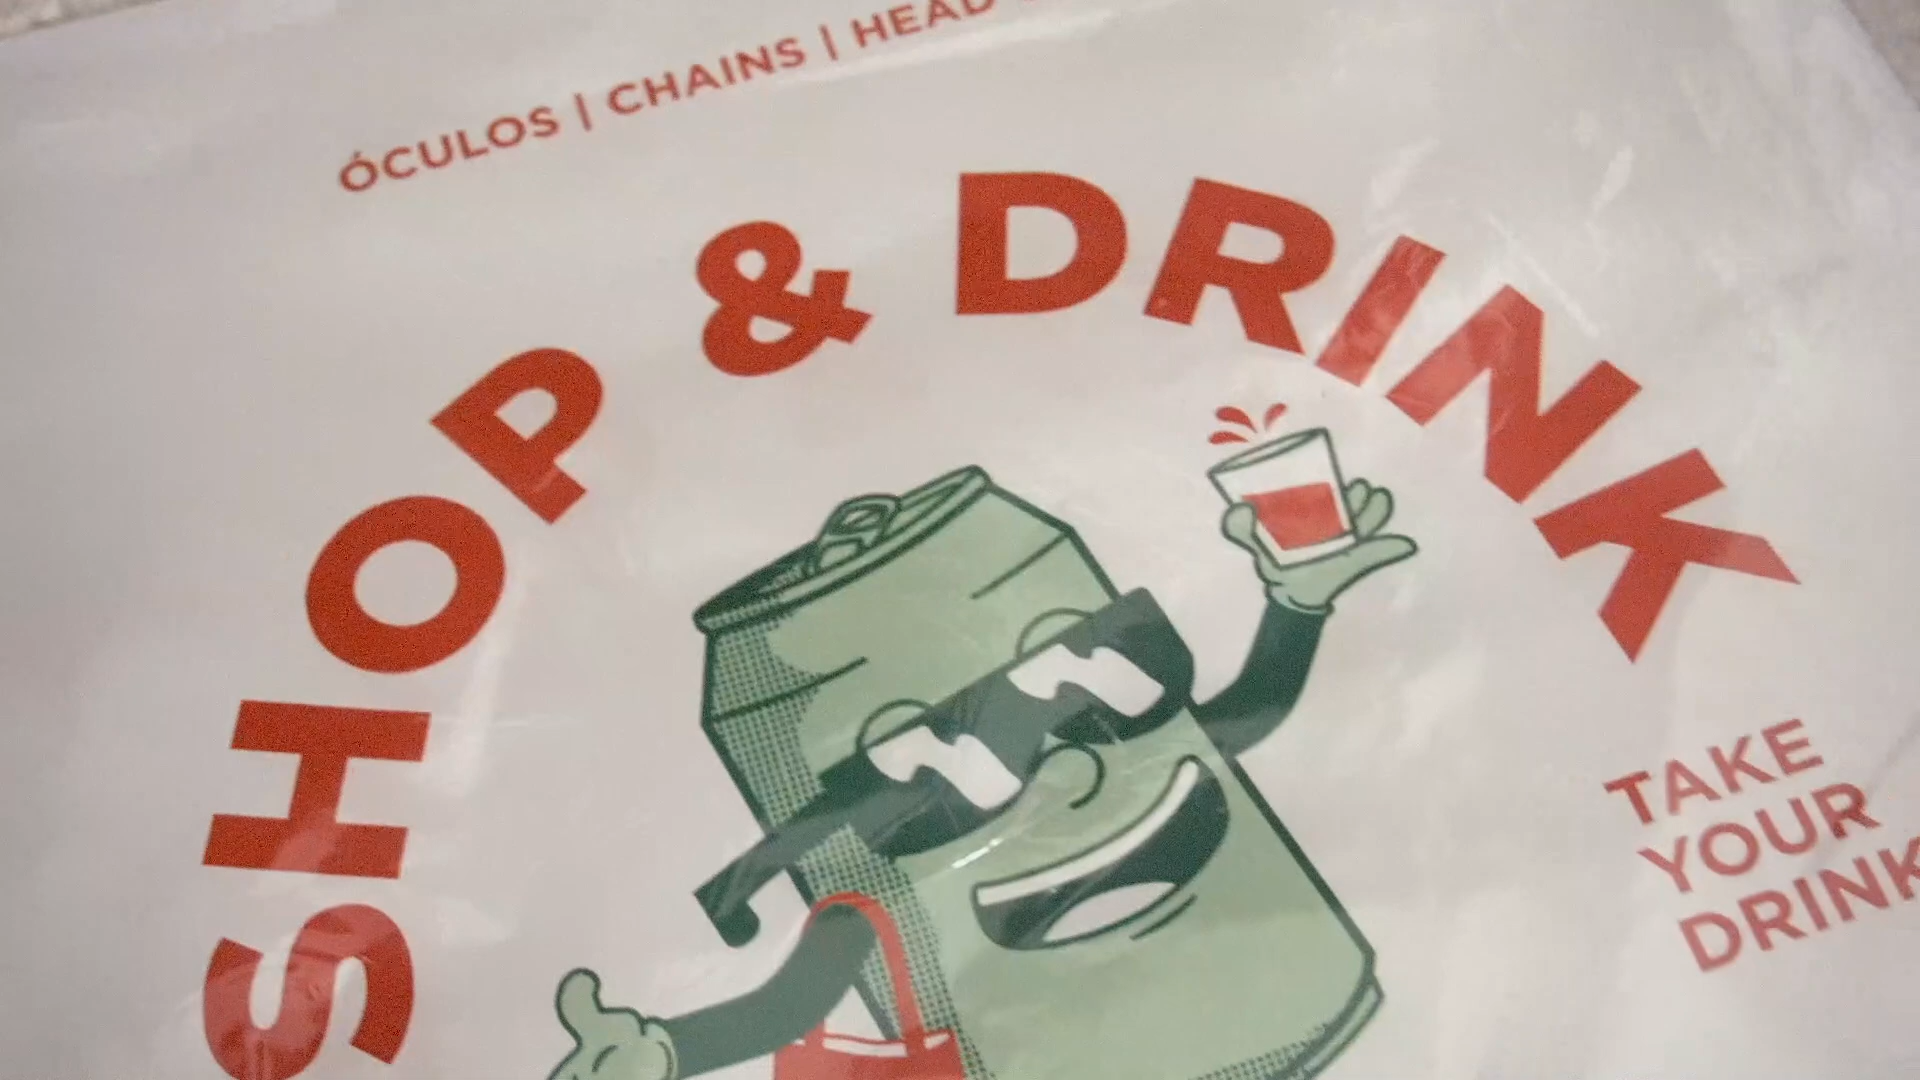 ÓCULOS | CHAINS | HEAD
SHOP & DRINK
TAKE
YOUR
DRINK